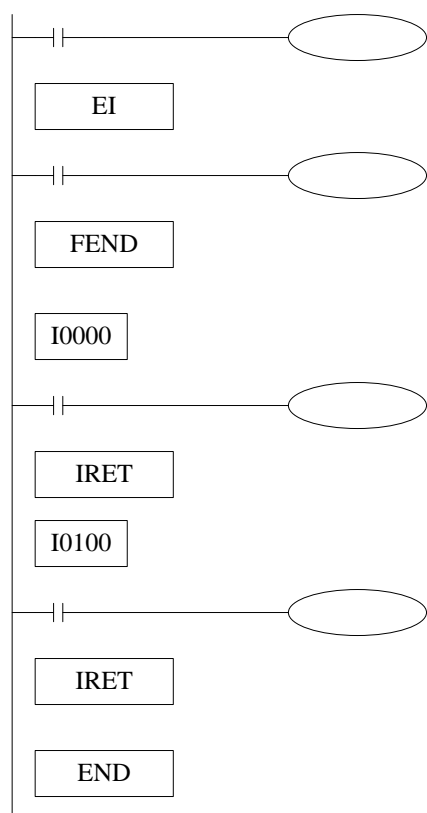 EI
FEND
I0000
IRET
I0100
IRET
END